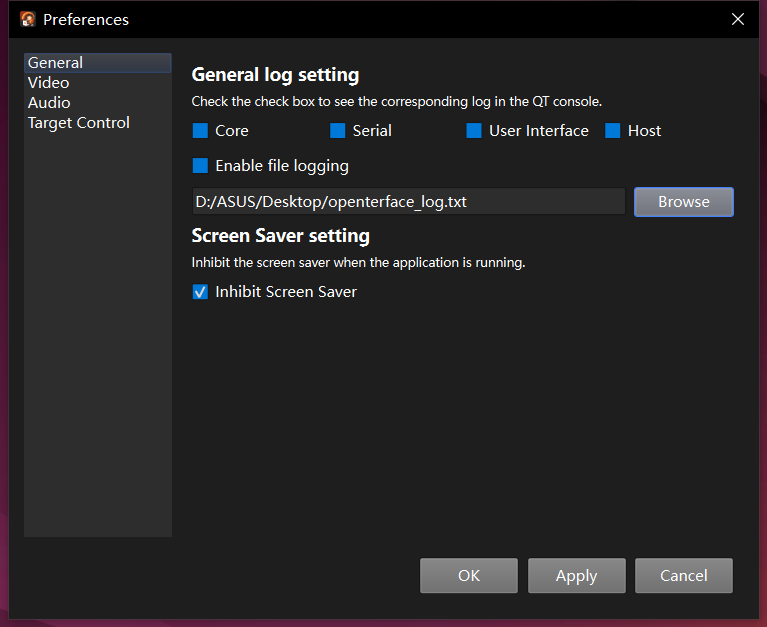 Preferences
General
Video
Audio
Target Control
General log setting
Check the check box to see the corresponding log in the QT console.
Core Serial User Interface Host
Enable file logging
D:/ASUS/Desktop/openterface_log.txt Browse
Screen Saver setting
Inhibit the screen saver when the application is running.
Inhibit Screen Saver
OK Apply Cancel